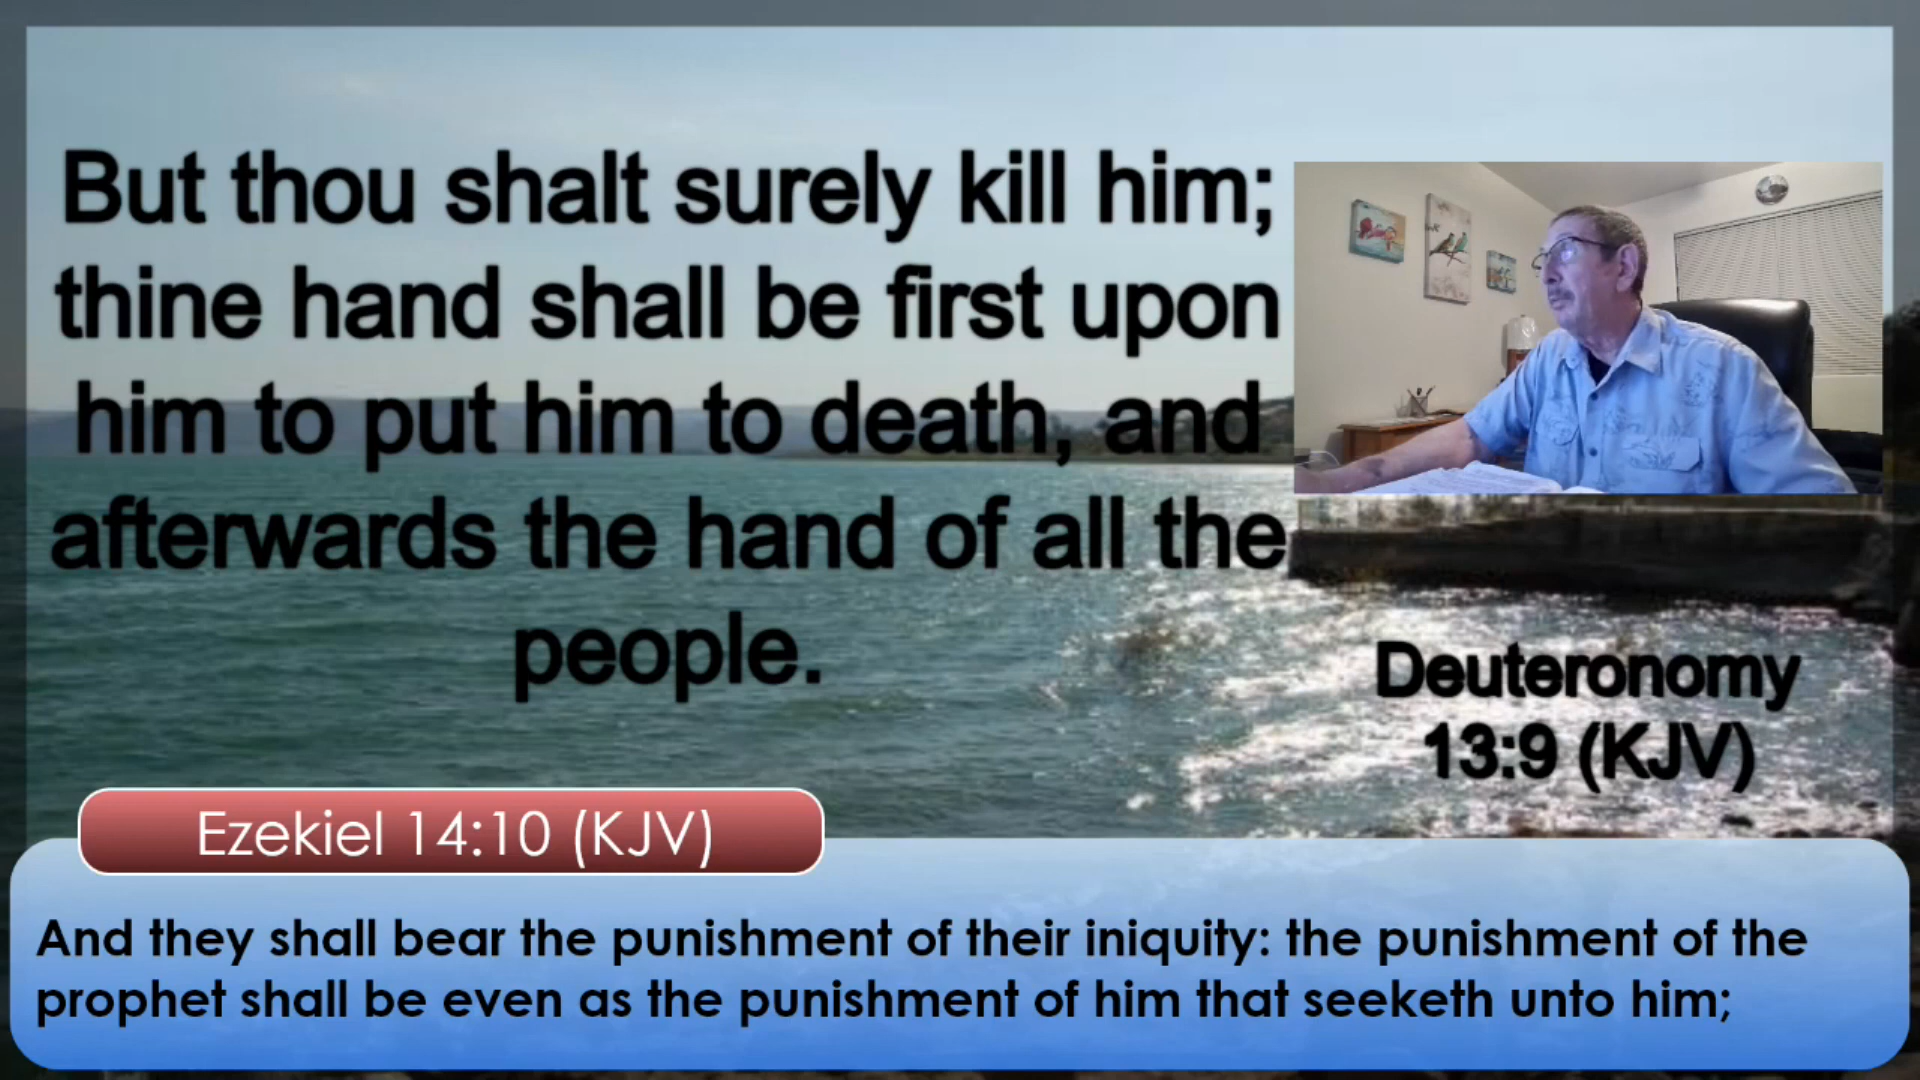 But thou shalt surely kill him;
thine hand shall be first upon
him to put him to death, and
afterwards the hand of all the
people.
Deuteronomy
13:9 (KJV)
Ezekiel 14:10 (KJV)
And they shall bear the punishment of their iniquity: the punishment of the
prophet shall be even as the punishment of him that seeketh unto him;